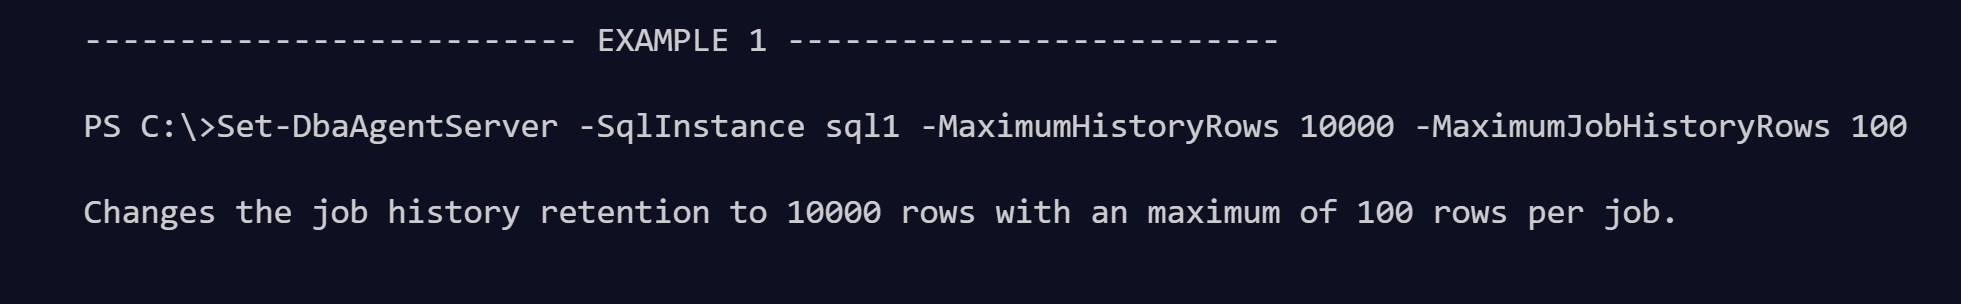 -------------------------- EXAMPLE 1 --------------------------
PS C:\>Set-DbaAgentServer -SqlInstance sql1 -MaximumHistoryRows 10000 -MaximumJobHistoryRows 100
Changes the job history retention to 10000 rows with an maximum of 100 rows per job.